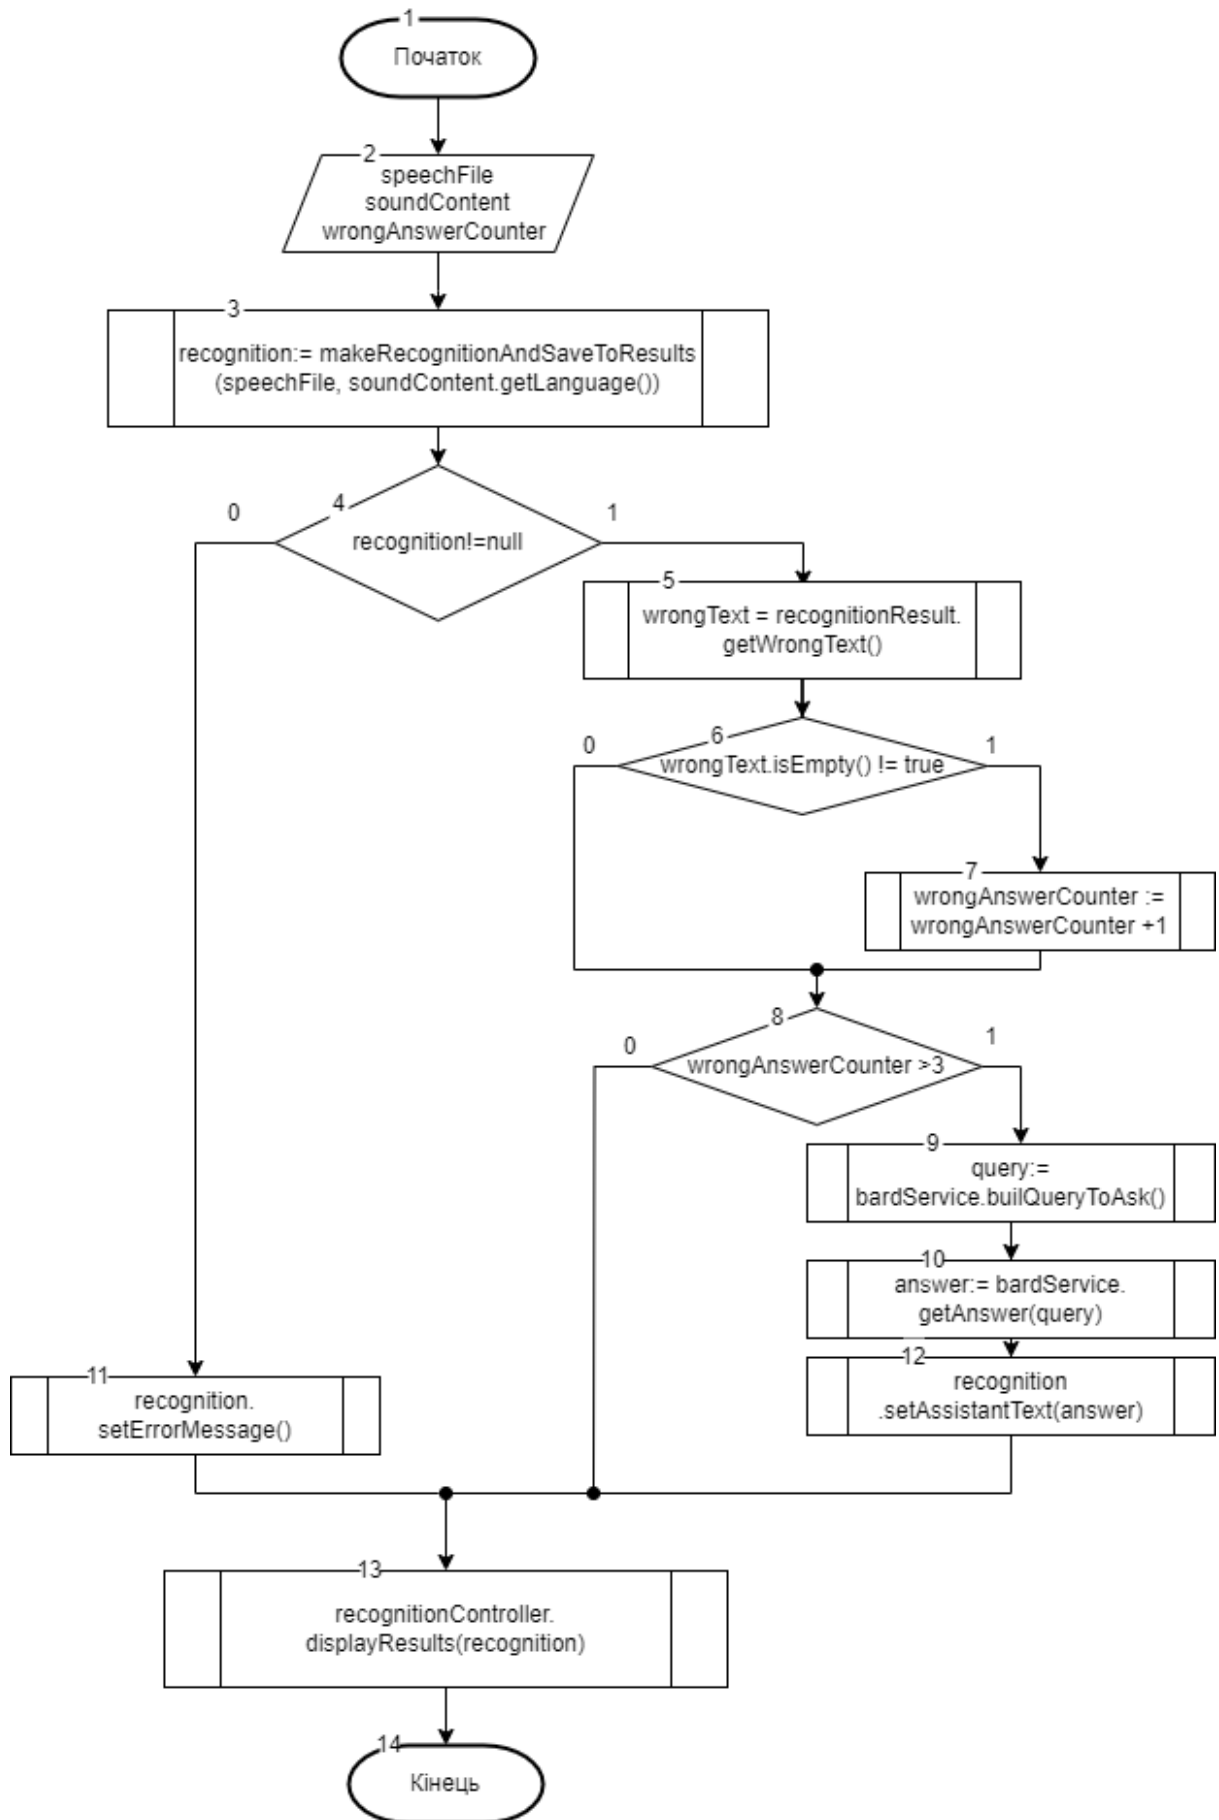 1
Початок
2
speechFile
soundContent
wrongAnswerCounter
3
recognition:= makeRecognitionAndSaveToResults
(speechFile, soundContent.getLanguage())
4
0
1
recognition!=null
5
wrongText = recognitionResult.
getWrongText()
6
0
1
wrongText.isEmpty() != true
7
wrongAnswerCounter :=
wrongAnswerCounter +1
8
0
1
wrongAnswerCounter >3
9
query:=
bardService.builQueryToAsk()
10
answer:= bardService.
getAnswer(query)
12
recognition
.setAssistantText(answer)
11
recognition.
setErrorMessage()
13
recognitionController.
displayResults(recognition)
14
Кінець